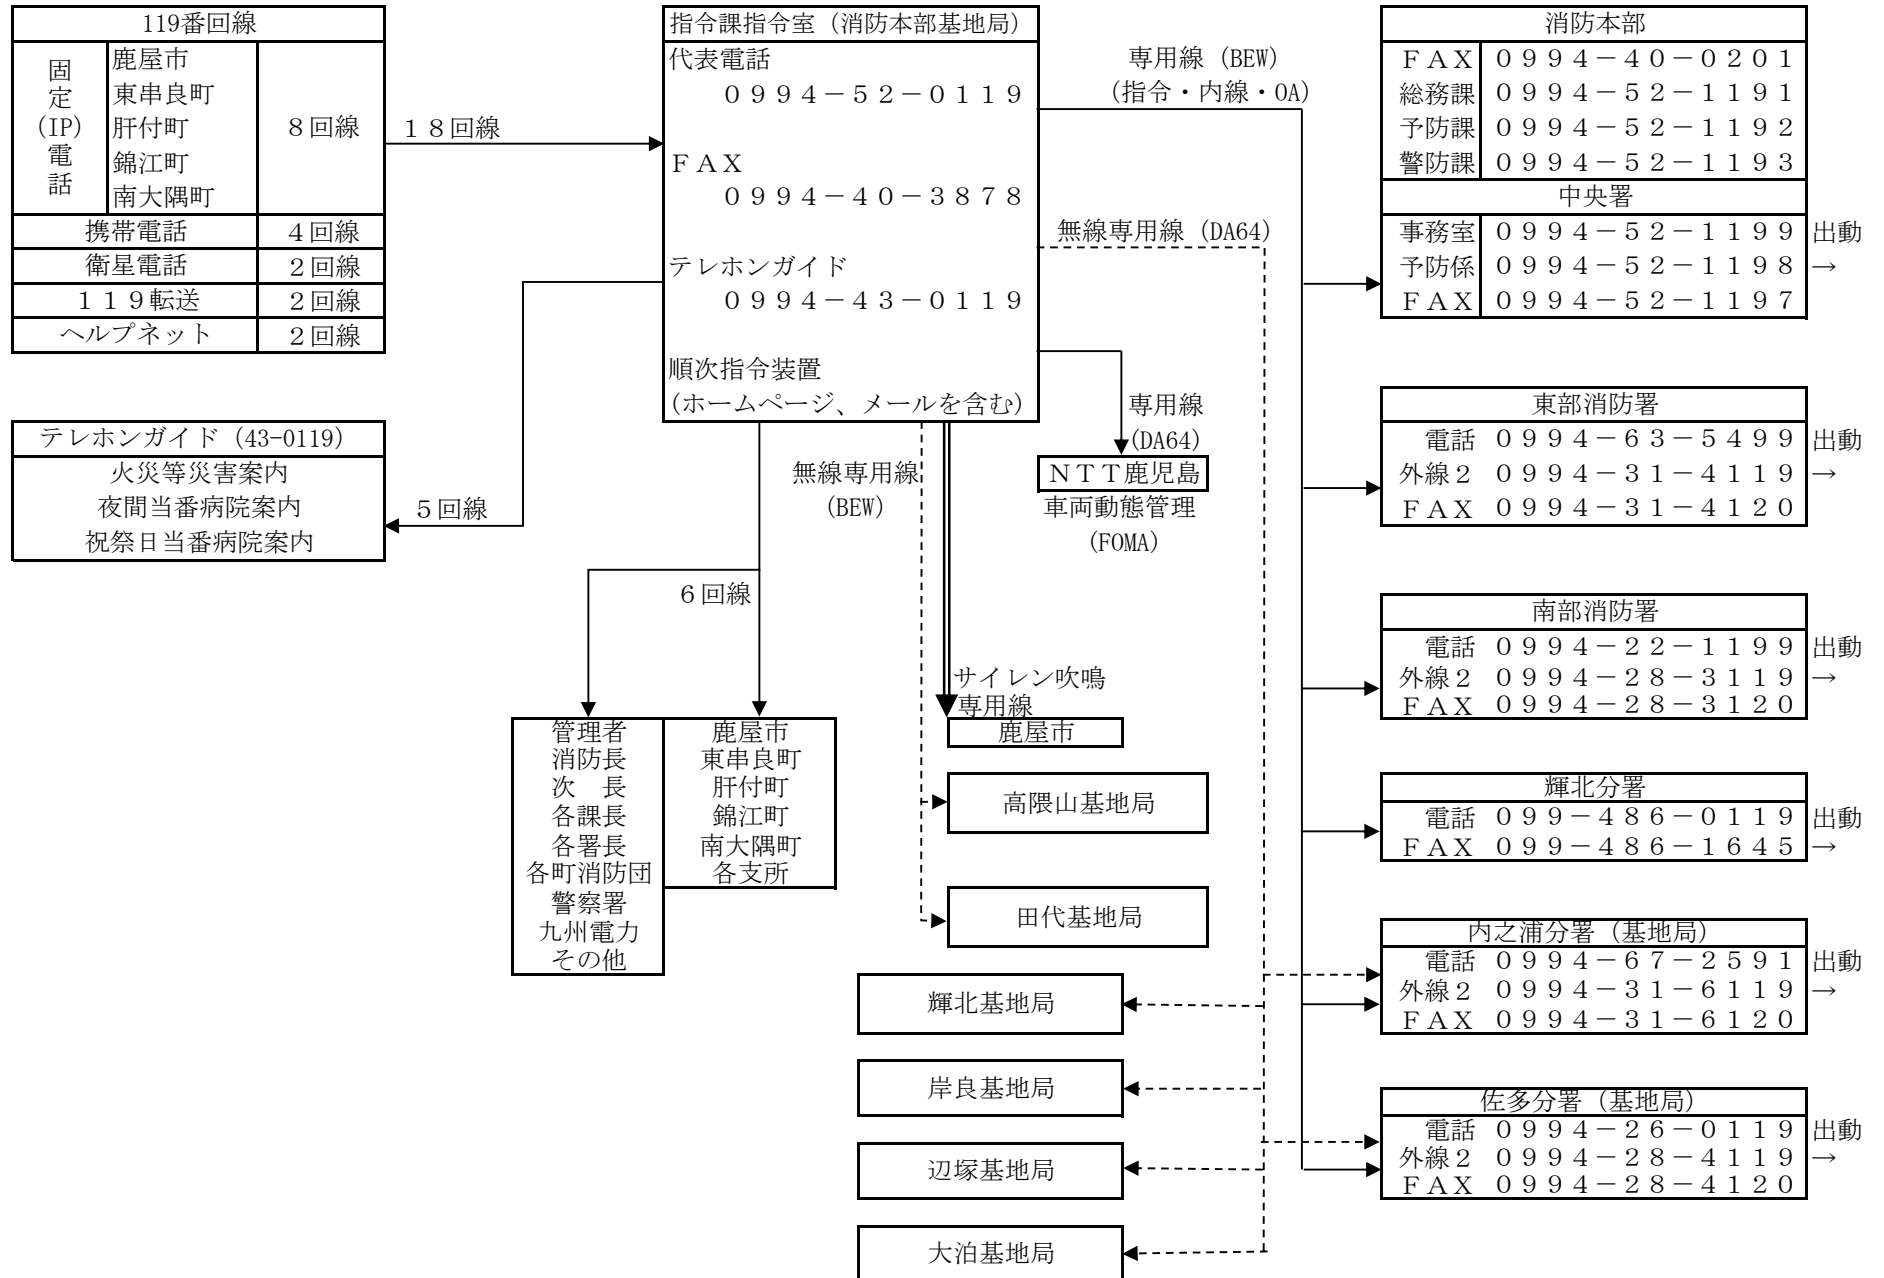 119番回線
固定(IP)電話
鹿屋市
東串良町
肝付町
錦江町
南大隅町
８回線
携帯電話 ４回線
衛星電話 ２回線
１１９転送 ２回線
ヘルプネット ２回線
１８回線
テレホンガイド (43-0119)
火災等災害案内
夜間当番病院案内
祝祭日当番病院案内
５回線
指令課指令室 (消防本部基地局)
代表電話
０９９４－５２－０１１９
ＦＡＸ
０９９４－４０－３８７８
テレホンガイド
０９９４－４３－０１１９
順次指令装置
(ホームページ、メールを含む)
専用線 (BEW)
(指令・内線・OA)
無線専用線 (DA64)
専用線
(DA64)
ＮＴＴ鹿児島
車両動態管理
(FOMA)
無線専用線
(BEW)
６回線
サイレン吹鳴
専用線
鹿屋市
管理者
消防長
次　長
各課長
各署長
各町消防団
警察署
九州電力
その他
鹿屋市
東串良町
肝付町
錦江町
南大隅町
各支所
高隈山基地局
田代基地局
輝北基地局
岸良基地局
辺塚基地局
大泊基地局
消防本部
ＦＡＸ ０９９４－４０－０２０１
総務課 ０９９４－５２－１１９１
予防課 ０９９４－５２－１１９２
警防課 ０９９４－５２－１１９３
中央署
事務室 ０９９４－５２－１１９９ 出動
予防係 ０９９４－５２－１１９８ →
ＦＡＸ ０９９４－５２－１１９７
東部消防署
電話 ０９９４－６３－５４９９ 出動
外線２ ０９９４－３１－４１１９ →
ＦＡＸ ０９９４－３１－４１２０
南部消防署
電話 ０９９４－２２－１１９９ 出動
外線２ ０９９４－２８－３１１９ →
ＦＡＸ ０９９４－２８－３１２０
輝北分署
電話 ０９９－４８６－０１１９ 出動
ＦＡＸ ０９９－４８６－１６４５ →
内之浦分署 (基地局)
電話 ０９９４－６７－２５９１ 出動
外線２ ０９９４－３１－６１１９ →
ＦＡＸ ０９９４－３１－６１２０
佐多分署 (基地局)
電話 ０９９４－２６－０１１９ 出動
外線２ ０９９４－２８－４１１９ →
ＦＡＸ ０９９４－２８－４１２０